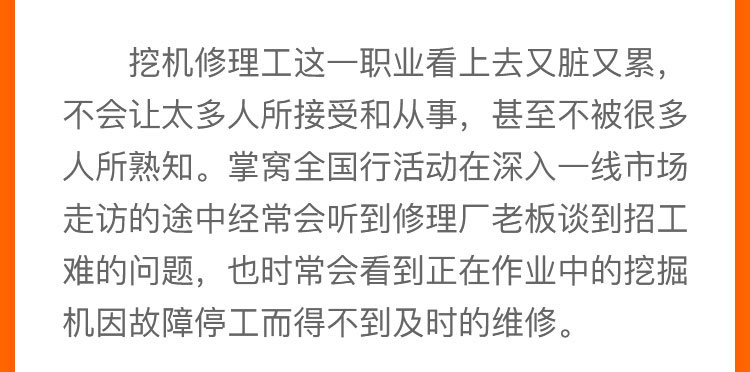 挖机修理工这一职业看上去又脏又累，
不会让太多人所接受和从事，甚至不被很多
人所熟知。掌窝全国行活动在深入一线市场
走访的途中经常会听到修理厂老板谈到招工
难的问题，也时常会看到正在作业中的挖掘
机因故障停工而得不到及时的维修。